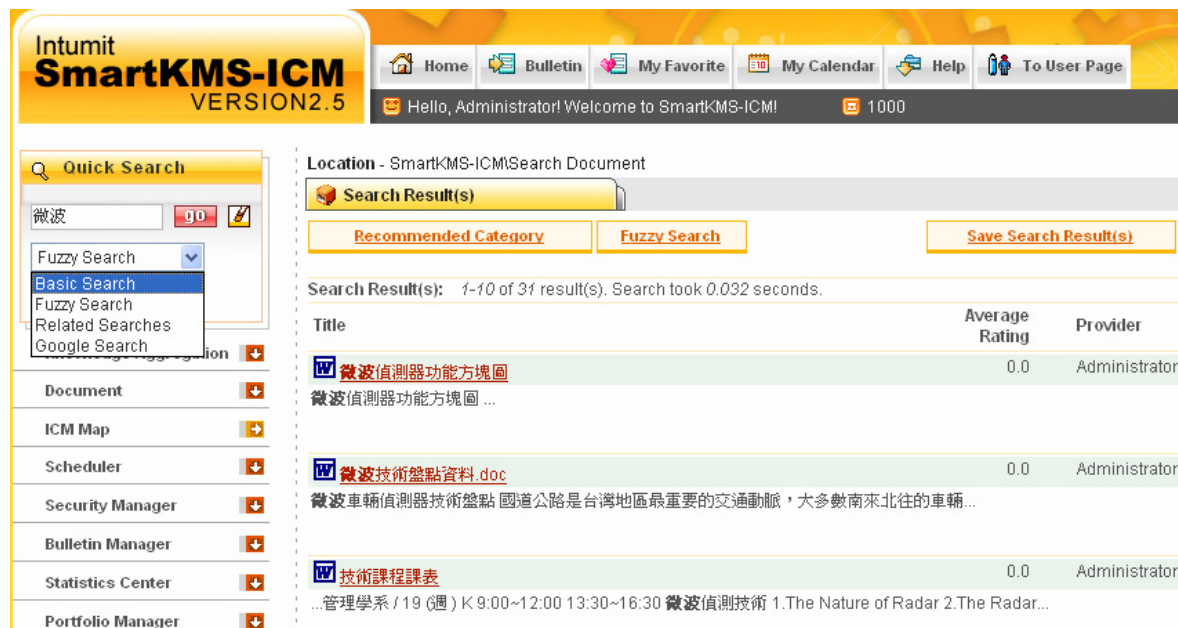 Intumit
SmartKMS-ICM
VERSION2.5
Home Bulletin My Favorite My Calendar Help To User Page
Hello, Administrator! Welcome to SmartKMS-ICM! 1000
Quick Search
微波 go
Fuzzy Search
Basic Search
Fuzzy Search
Related Searches
Google Search
Document
ICM Map
Scheduler
Security Manager
Bulletin Manager
Statistics Center
Portfolio Manager
Location - SmartKMS-ICM\Search Document
Search Result(s)
Recommended Category Fuzzy Search Save Search Result(s)
Search Result(s): 1-10 of 31 result(s). Search took 0.032 seconds.
Title Average Rating Provider
微波偵測器功能方塊圖 0.0 Administrator
微波偵測器功能方塊圖 ...
微波技術盤點資料.doc 0.0 Administrator
微波車輛偵測器技術盤點 國道公路是台灣地區最重要的交通動脈，大多數南來北往的車輛...
技術課程課表 0.0 Administrator
...管理學系 / 19 (週) K 9:00~12:00 13:30~16:30 微波偵測技術 1.The Nature of Radar 2.The Radar...